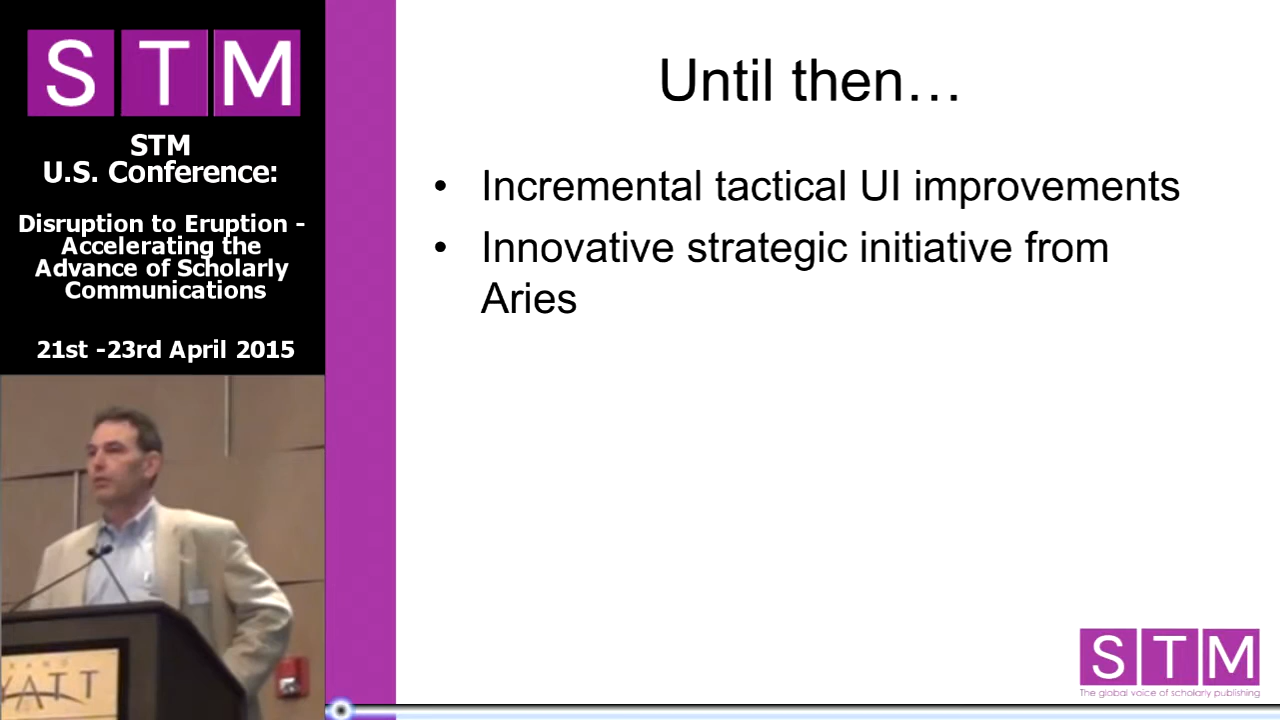 STM
STM
U.S. Conference:
Disruption to Eruption -
Accelerating the
Advance of Scholarly
Communications
21st -23rd April 2015
YATT
Until then…
• Incremental tactical UI improvements
• Innovative strategic initiative from
Aries
STM
The global voice of scholarly publishing